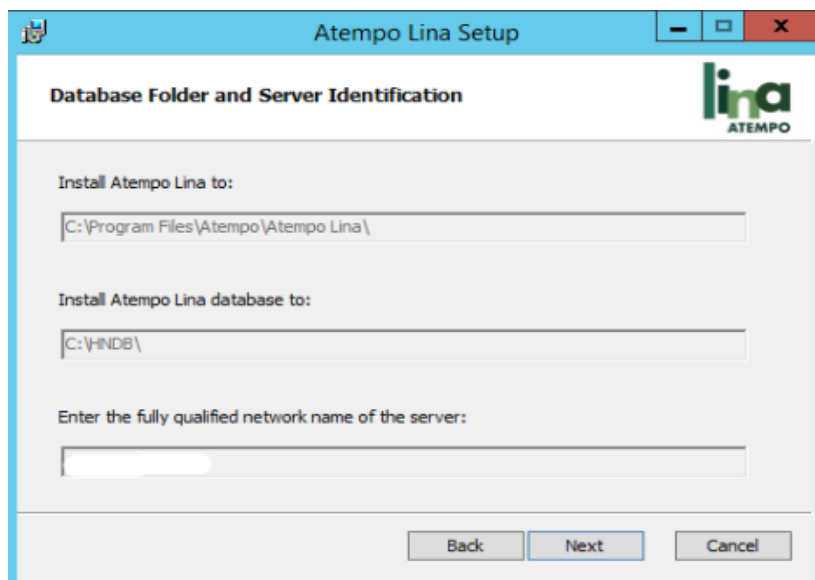 Atempo Lina Setup
Database Folder and Server Identification
lina
ATEMPO
Install Atempo Lina to:
C:\Program Files\Atempo\Atempo Lina\
Install Atempo Lina database to:
C:\HNDB\
Enter the fully qualified network name of the server:
Back Next Cancel